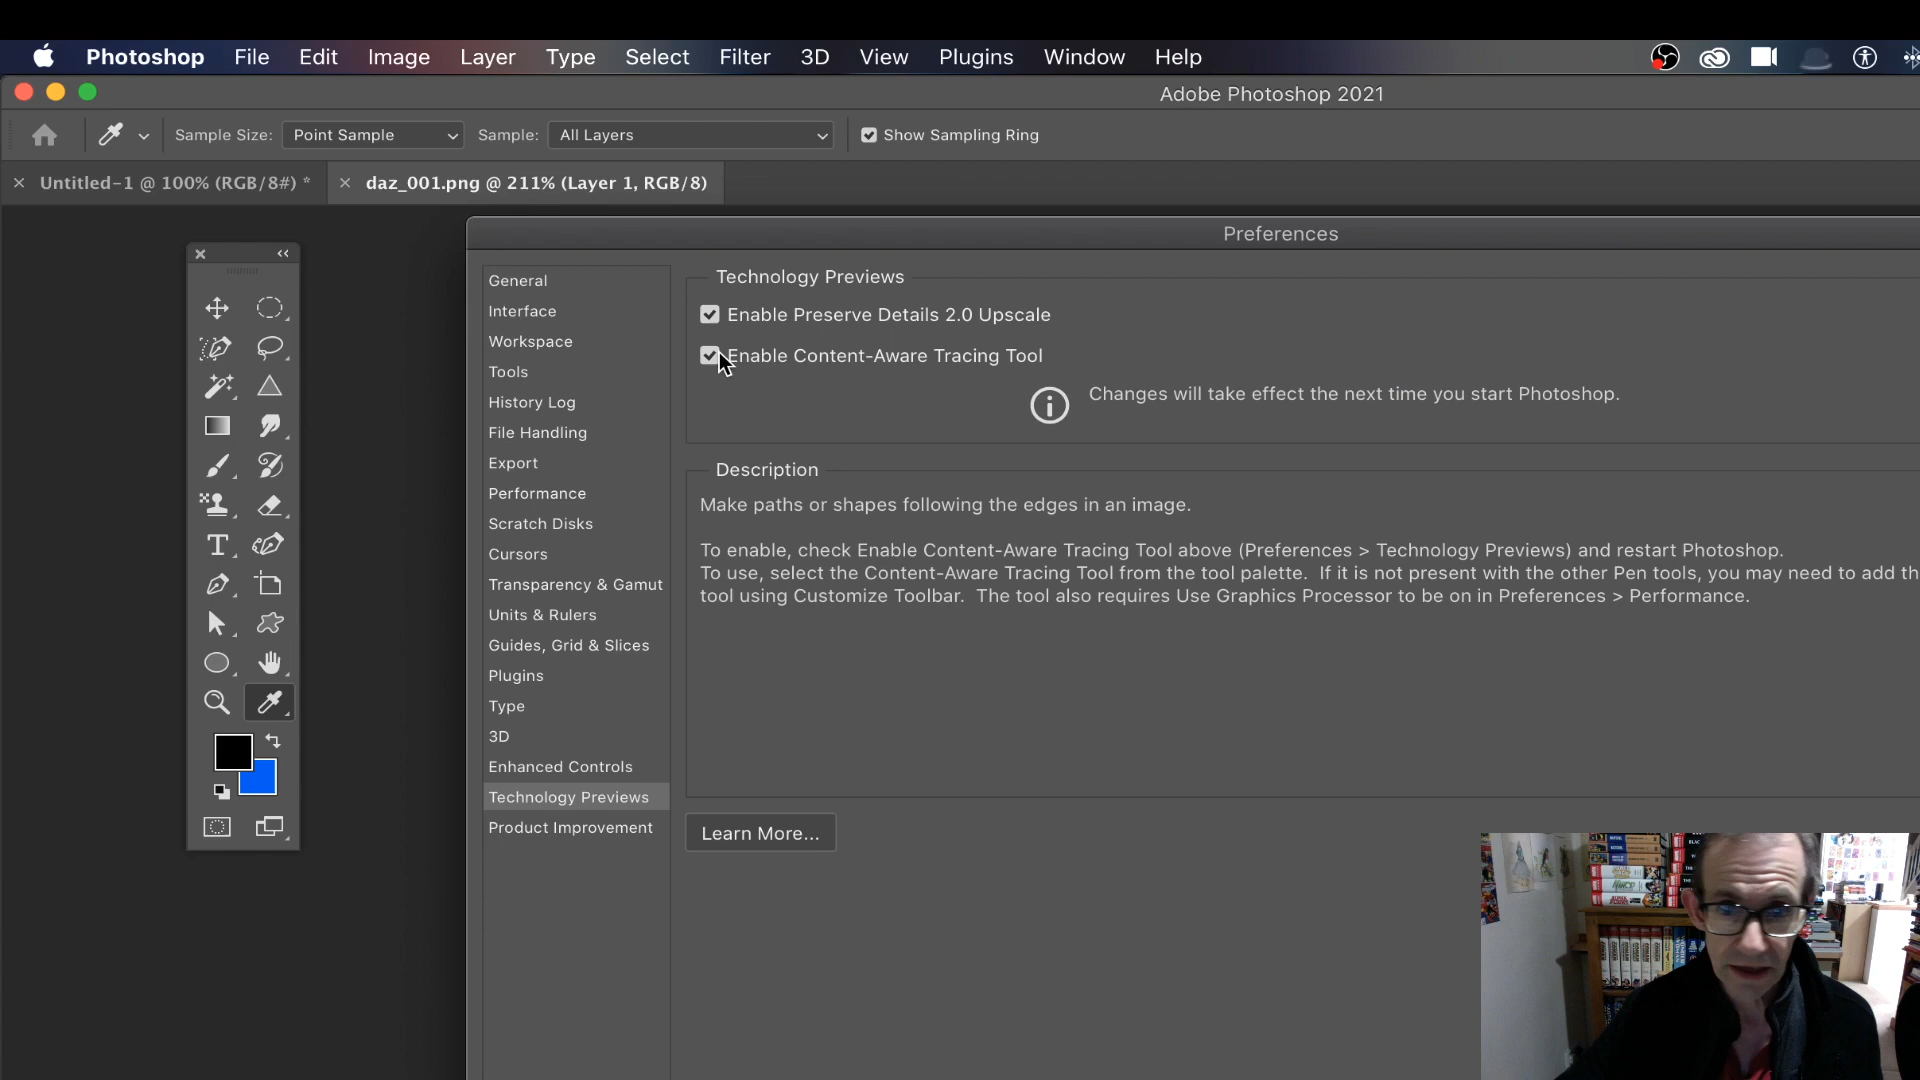 Photoshop File Edit Image Layer Type Select Filter 3D View Plugins Window Help
Adobe Photoshop 2021
Sample Size: Point Sample Sample: All Layers Show Sampling Ring
× Untitled-1 @ 100% (RGB/8#) * × daz_001.png @ 211% (Layer 1, RGB/8)
Preferences
General
Interface
Workspace
Tools
History Log
File Handling
Export
Performance
Scratch Disks
Cursors
Transparency & Gamut
Units & Rulers
Guides, Grid & Slices
Plugins
Type
3D
Enhanced Controls
Technology Previews
Product Improvement
Technology Previews
Enable Preserve Details 2.0 Upscale
Enable Content-Aware Tracing Tool
Changes will take effect the next time you start Photoshop.
Description
Make paths or shapes following the edges in an image.
To enable, check Enable Content-Aware Tracing Tool above (Preferences > Technology Previews) and restart Photoshop.
To use, select the Content-Aware Tracing Tool from the tool palette. If it is not present with the other Pen tools, you may need to add th
tool using Customize Toolbar. The tool also requires Use Graphics Processor to be on in Preferences > Performance.
Learn More...